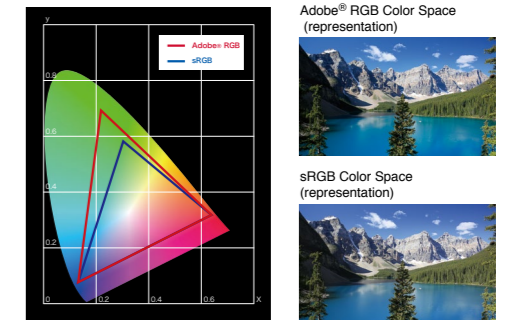 y
Adobe® RGB
sRGB
0.8
0.6
0.4
0.2
0
0.2
0.4
0.6
X
Adobe® RGB Color Space
(representation)
sRGB Color Space
(representation)